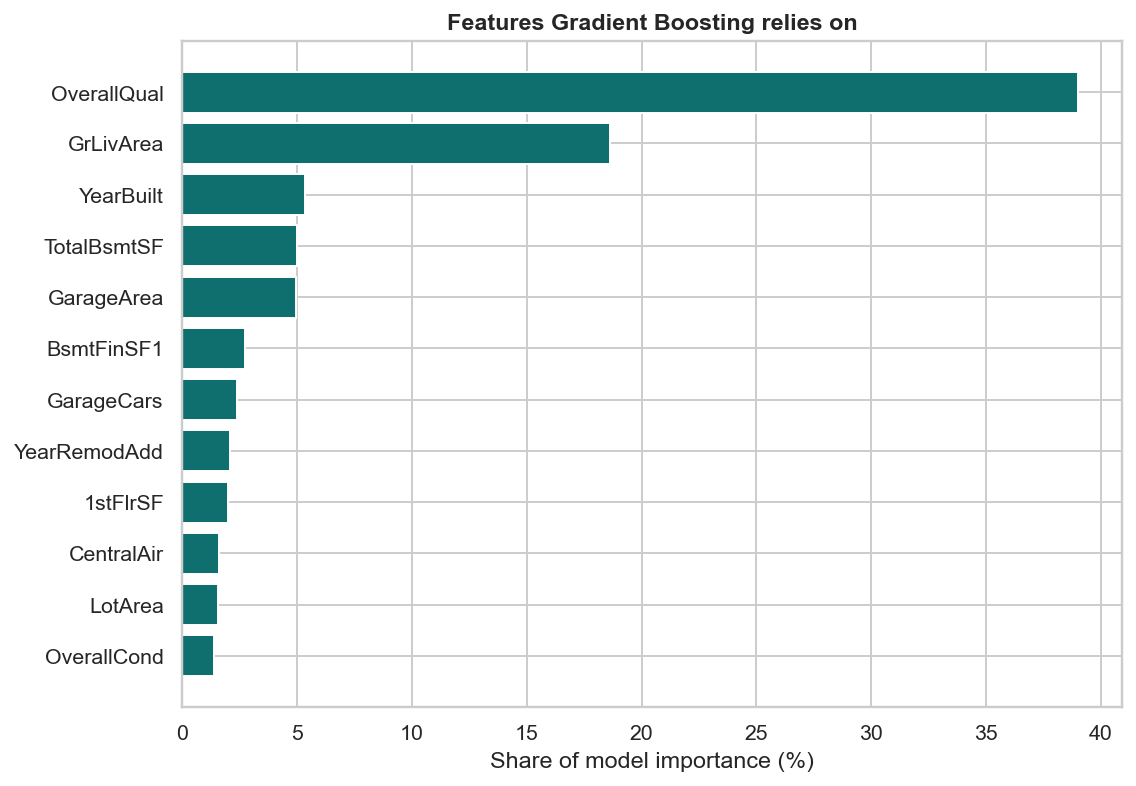 Features Gradient Boosting relies on
OverallQual
GrLivArea
YearBuilt
TotalBsmtSF
GarageArea
BsmtFinSF1
GarageCars
YearRemodAdd
1stFlrSF
CentralAir
LotArea
OverallCond
0 5 10 15 20 25 30 35 40
Share of model importance (%)